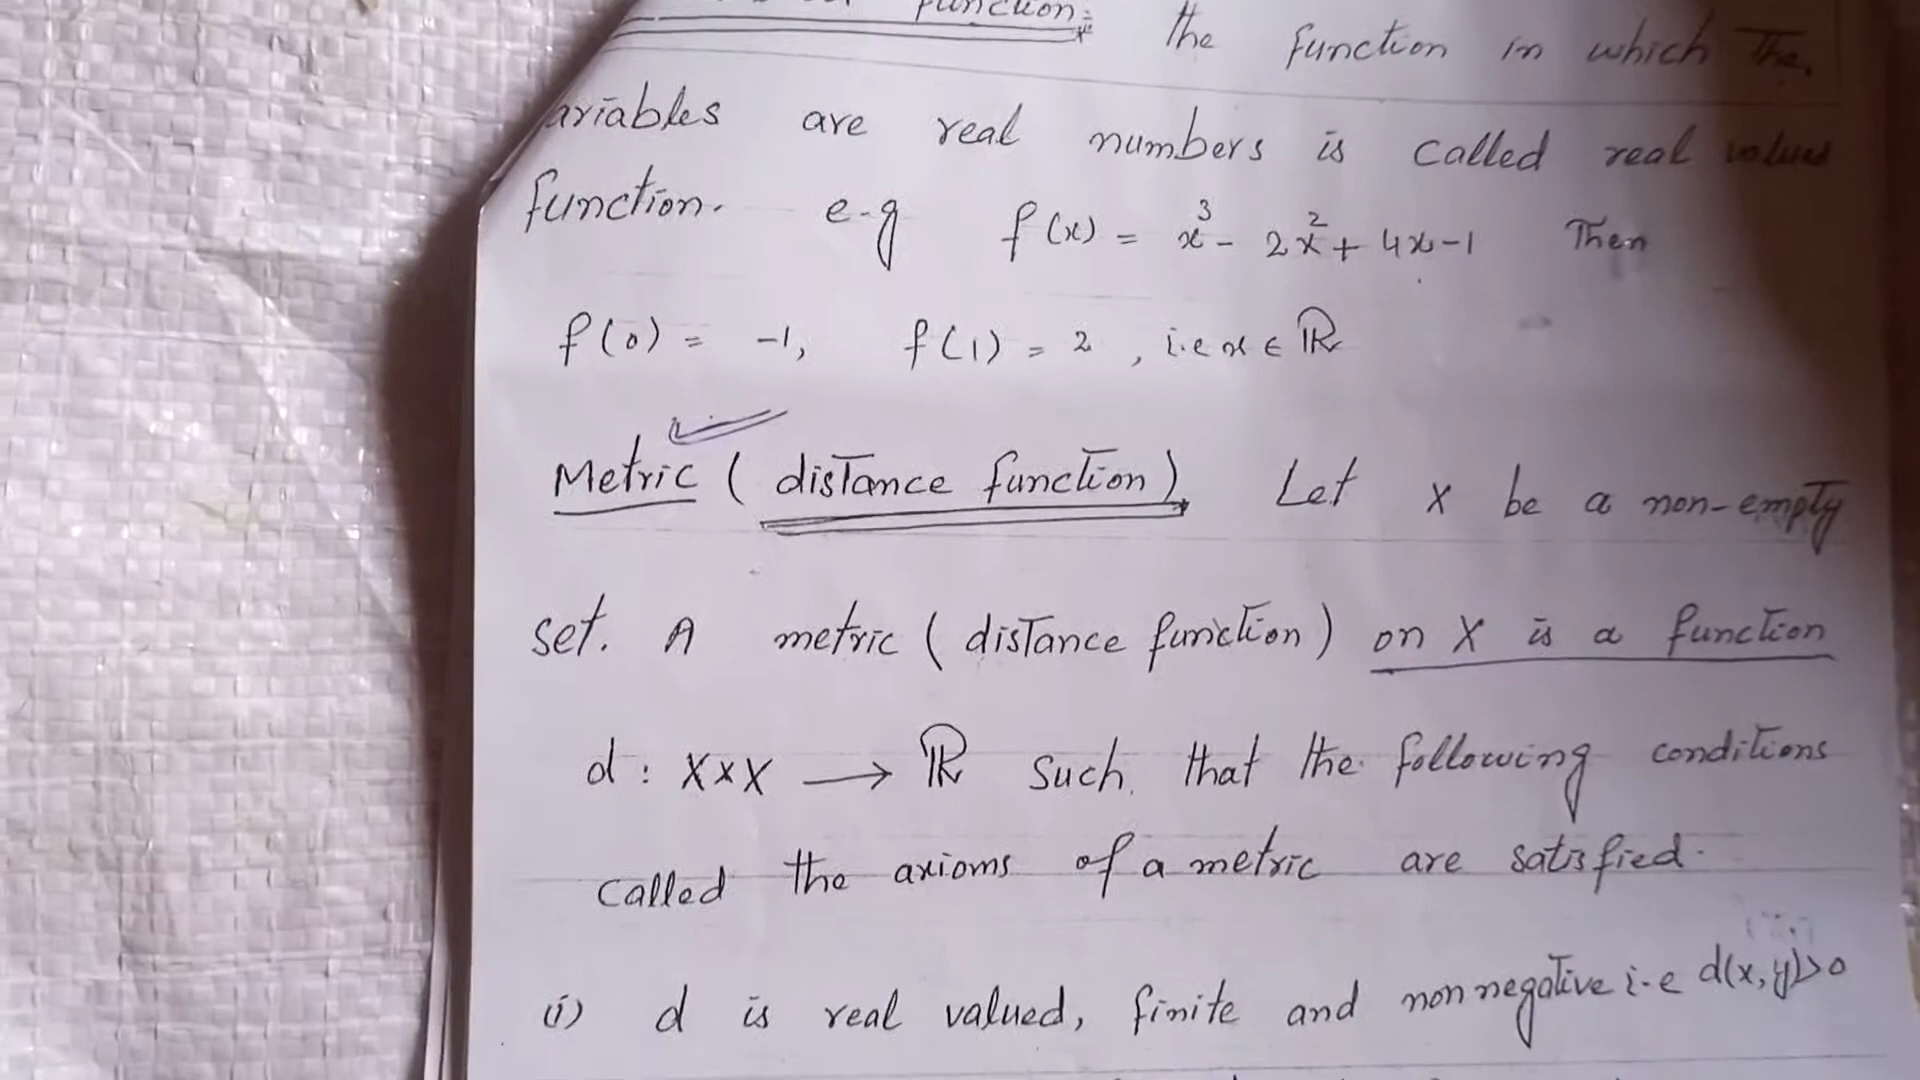 function:- The function in which The
ariables are real numbers is called real valued
function. e-g f(x) = x³ - 2x² + 4x - 1 Then
f(0) = -1, f(1) = 2, i.e x ∈ ℝ
Metric (distance function) Let X be a non-empty
set. A metric (distance function) on X is a function
d : X×X ⟶ ℝ Such that the following conditions
called the axioms of a metric are satisfied.
(i) d is real valued, finite and non negative i-e d(x,y)>0